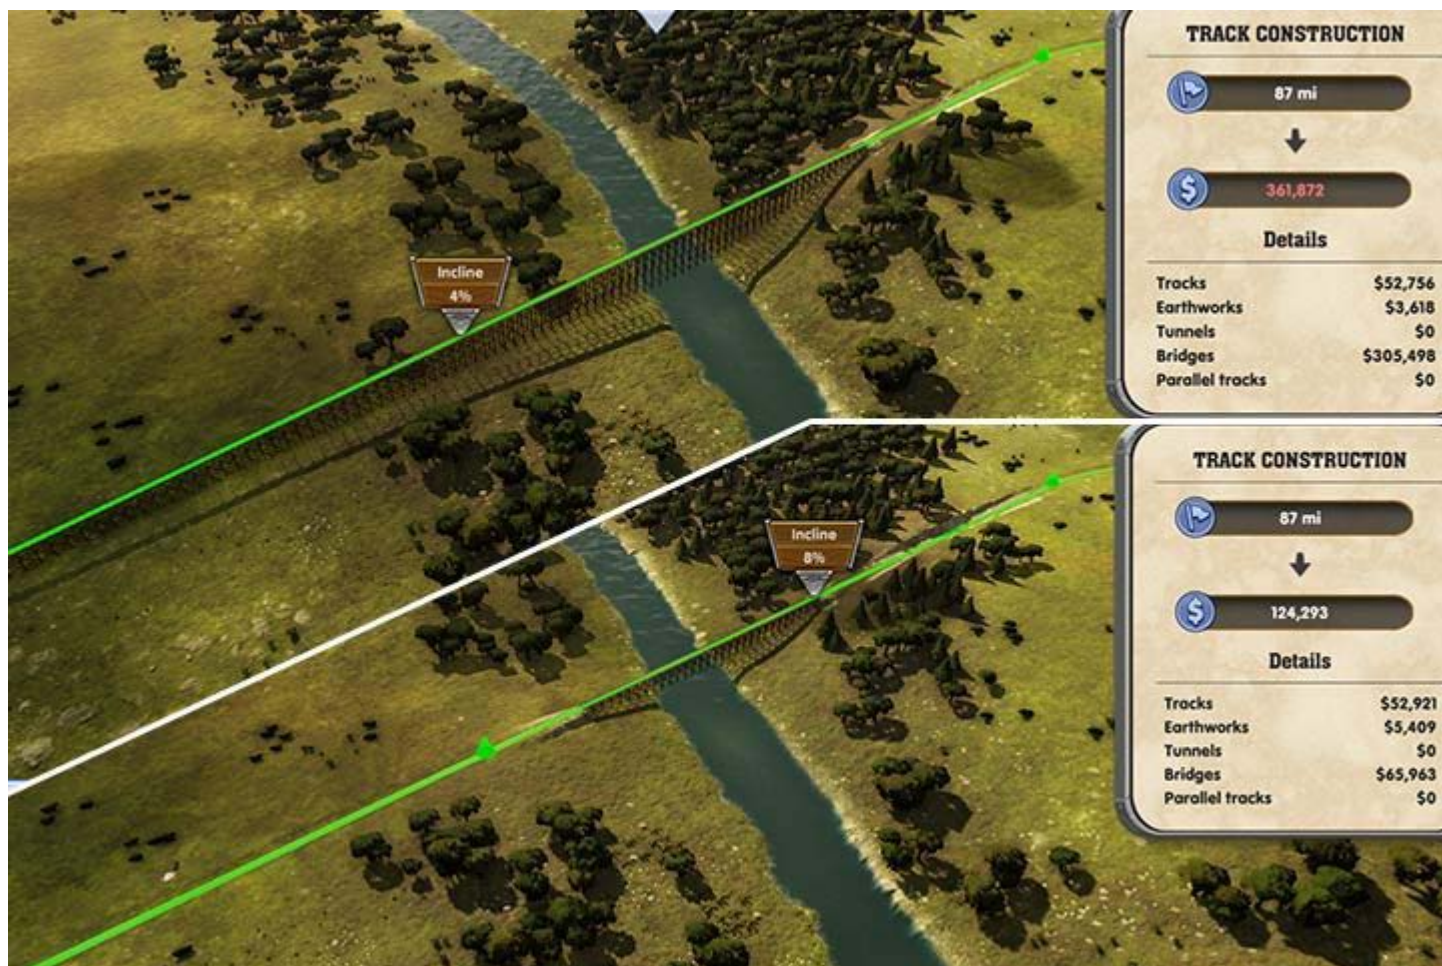 TRACK CONSTRUCTION
87 mi
$ 361,872
Details
Tracks $52,756
Earthworks $3,618
Tunnels $0
Bridges $305,498
Parallel tracks $0
Incline
4%
TRACK CONSTRUCTION
87 mi
$ 124,293
Details
Tracks $52,921
Earthworks $5,409
Tunnels $0
Bridges $65,963
Parallel tracks $0
Incline
8%